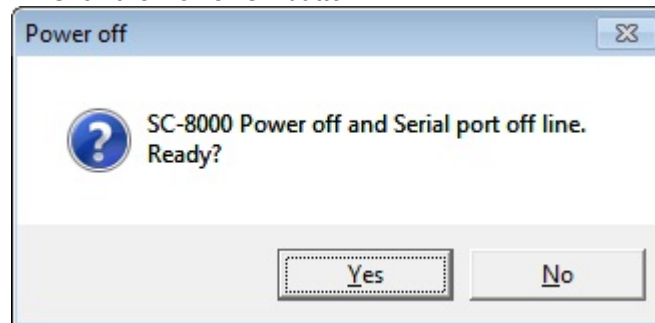 Power off
SC-8000 Power off and Serial port off line.
Ready?
Yes
No